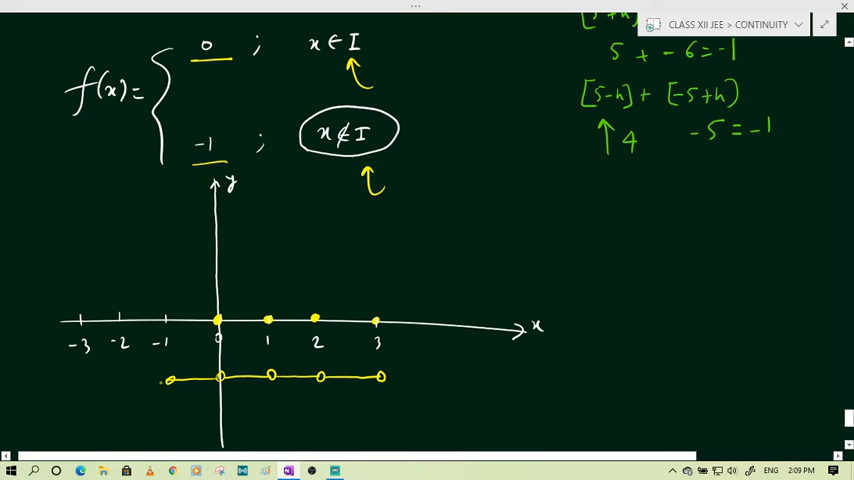 CLASS XII JEE > CONTINUITY
5 + - 6 = -1
[5-h] + [-5+h)
4 -5 = -1
f(x) =
0 ; x ∈ I
-1 ; x ∉ I
y
x
-3 -2 -1 0 1 2 3
ENG 2:09 PM